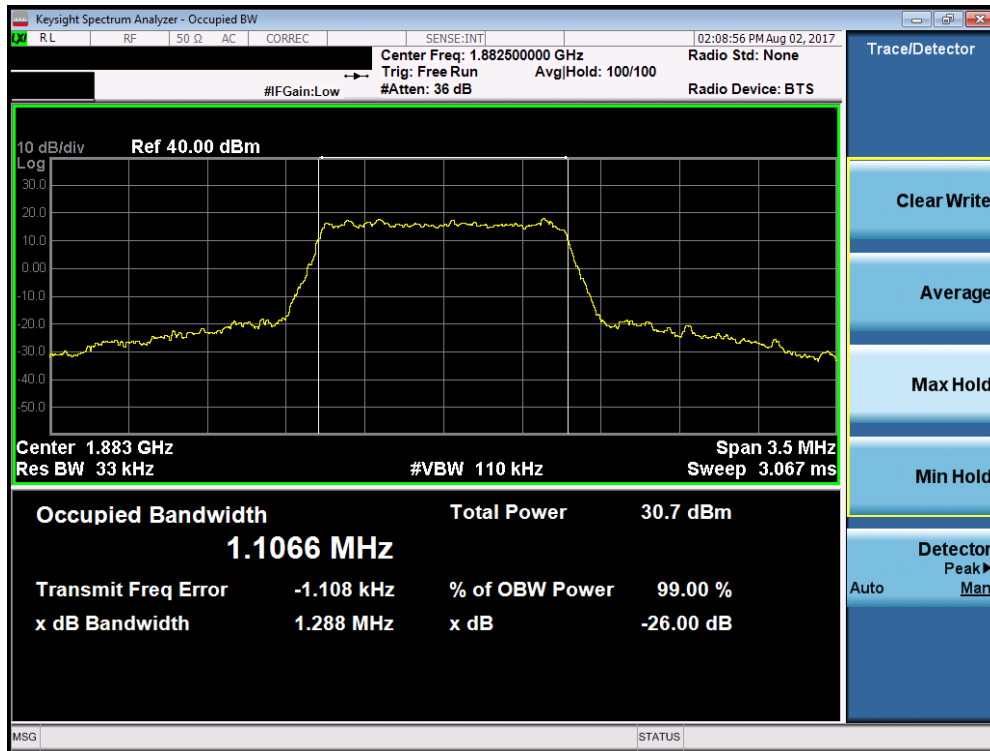 Keysight Spectrum Analyzer - Occupied BW
LXI RL RF 50 Ω AC CORREC SENSE:INT 02:08:56 PM Aug 02, 2017
Center Freq: 1.882500000 GHz Radio Std: None
Trig: Free Run Avg|Hold: 100/100
#IFGain:Low #Atten: 36 dB Radio Device: BTS
Trace/Detector
10 dB/div Ref 40.00 dBm
Log
30.0
20.0
10.0
0.00
-10.0
-20.0
-30.0
-40.0
-50.0
Center 1.883 GHz Span 3.5 MHz
Res BW 33 kHz #VBW 110 kHz Sweep 3.067 ms
Occupied Bandwidth Total Power 30.7 dBm
1.1066 MHz
Transmit Freq Error -1.108 kHz % of OBW Power 99.00 %
x dB Bandwidth 1.288 MHz x dB -26.00 dB
Clear Write
Average
Max Hold
Min Hold
Detector
Peak▶
Auto Man
MSG STATUS